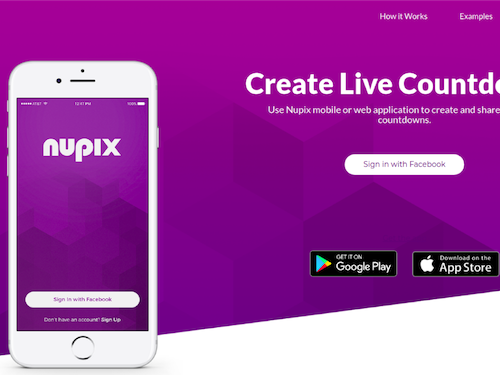 How it Works Examples
Create Live Countdo
Use Nupix mobile or web application to create and share
countdowns.
Sign in with Facebook
GET IT ON
Google Play
Download on the
App Store
AT&T 12:11 PM 100%
nupix
Sign In with Facebook
Don't have an account? Sign Up